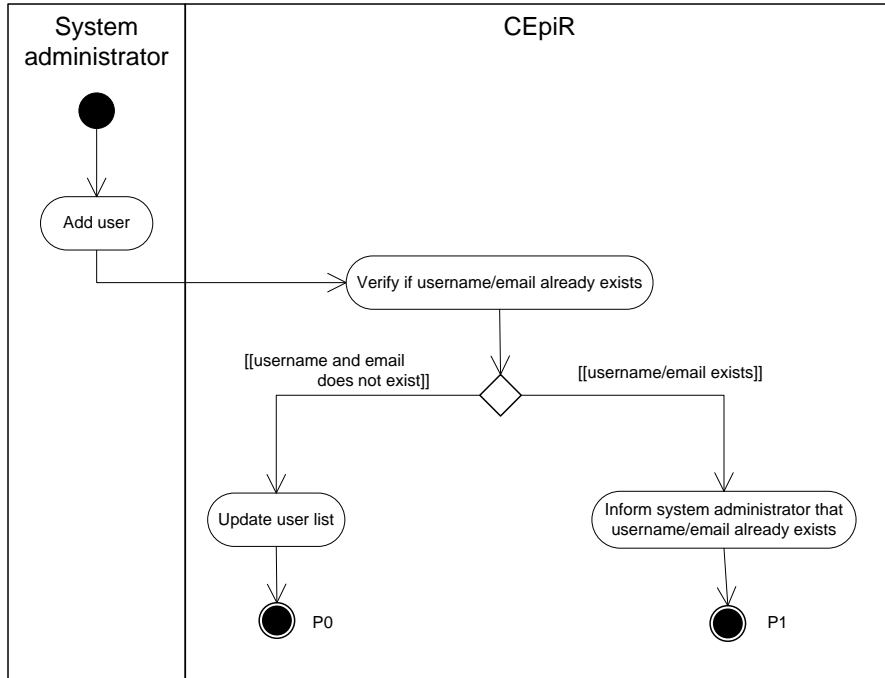 System
administrator
CEpiR
Add user
Verify if username/email already exists
[[username and email
does not exist]]
[[username/email exists]]
Update user list
Inform system administrator that
username/email already exists
P0
P1